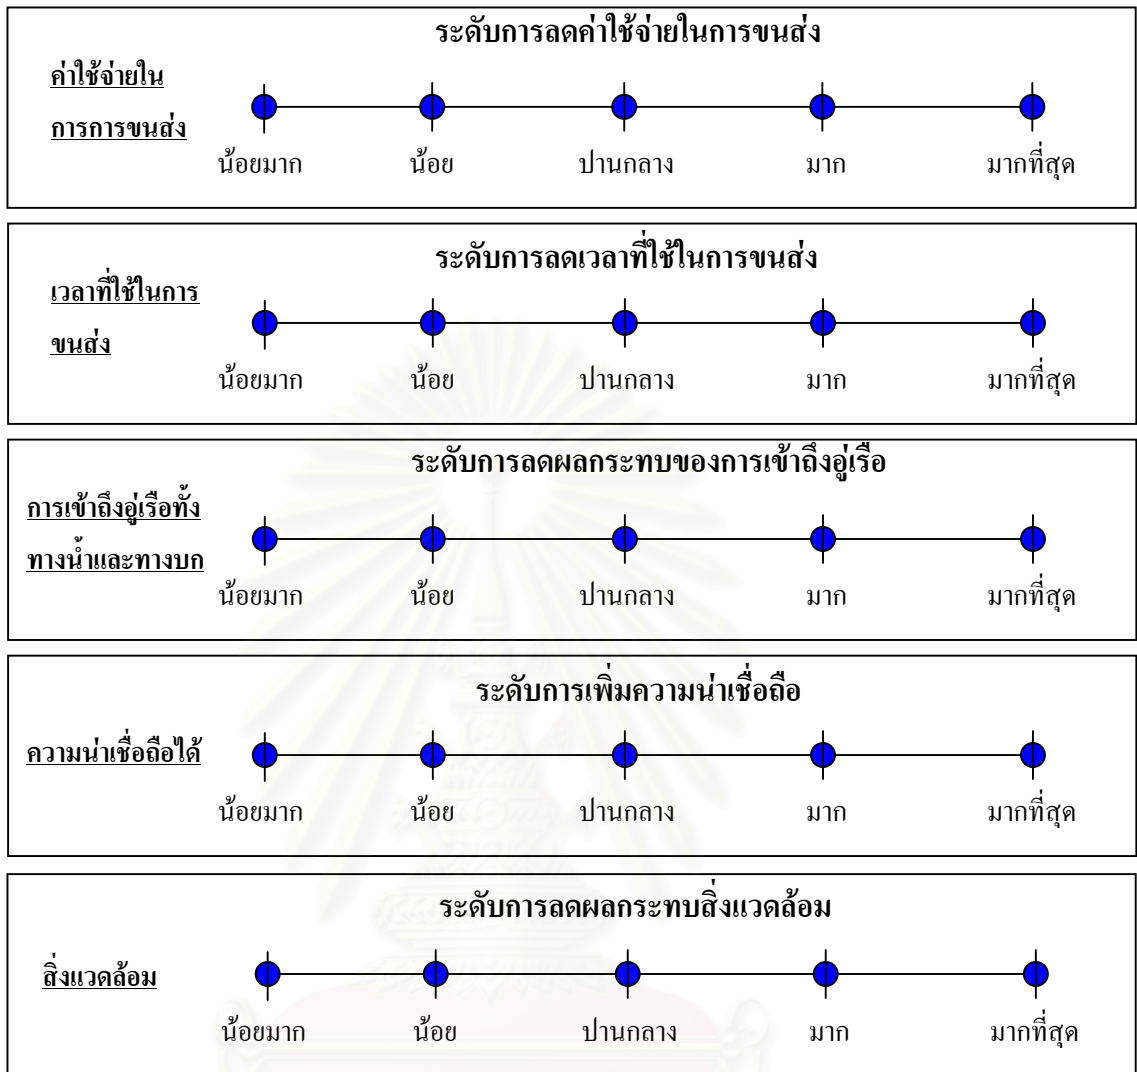 ระดับการลดค่าใช้จ่ายในการขนส่ง
ค่าใช้จ่ายใน
การการขนส่ง
น้อยมาก น้อย ปานกลาง มาก มากที่สุด
ระดับการลดเวลาที่ใช้ในการขนส่ง
เวลาที่ใช้ในการ
ขนส่ง
น้อยมาก น้อย ปานกลาง มาก มากที่สุด
ระดับการลดผลกระทบของการเข้าถึงอู่เรือ
การเข้าถึงอู่เรือทั้ง
ทางน้ำและทางบก
น้อยมาก น้อย ปานกลาง มาก มากที่สุด
ระดับการเพิ่มความน่าเชื่อถือ
ความน่าเชื่อถือได้
น้อยมาก น้อย ปานกลาง มาก มากที่สุด
ระดับการลดผลกระทบสิ่งแวดล้อม
สิ่งแวดล้อม
น้อยมาก น้อย ปานกลาง มาก มากที่สุด